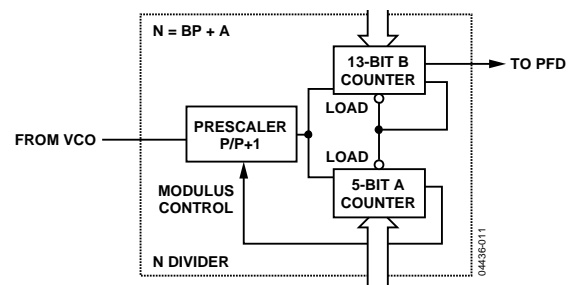 N = BP + A
13-BIT B
COUNTER
TO PFD
LOAD
PRESCALER
P/P+1
FROM VCO
LOAD
MODULUS
CONTROL
5-BIT A
COUNTER
N DIVIDER
04436-011